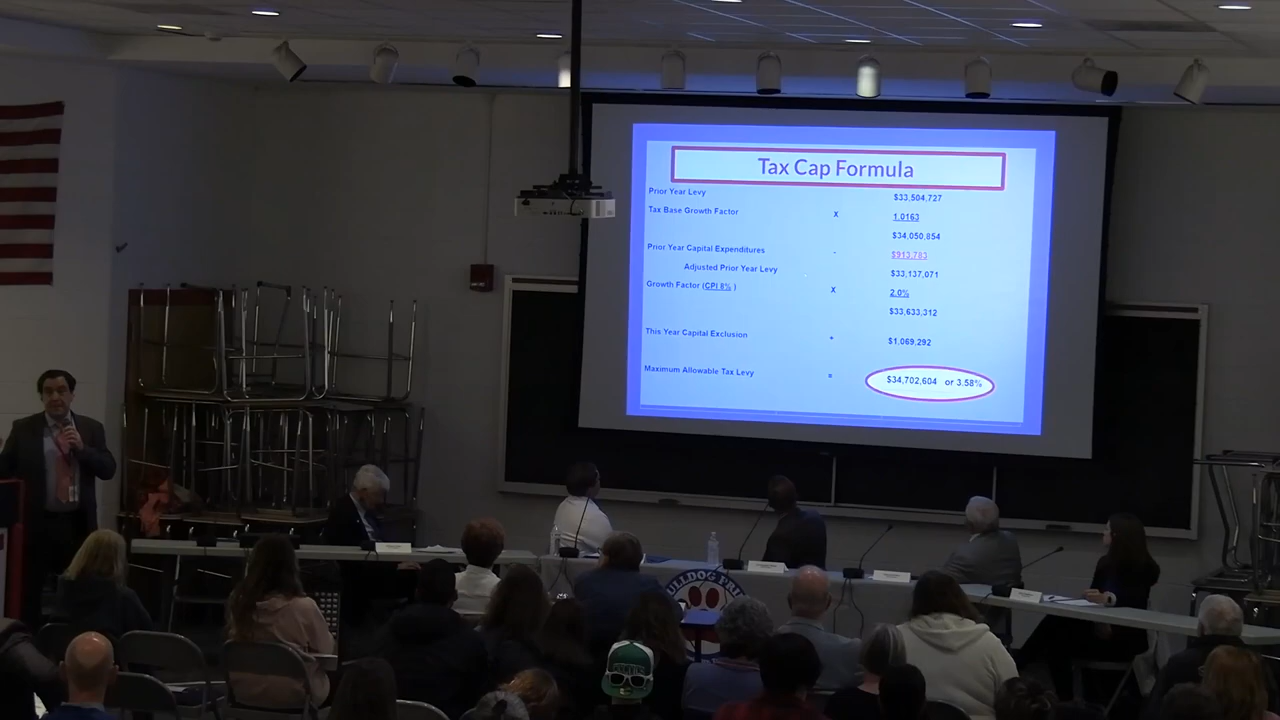 Tax Cap Formula
Prior Year Levy $33,504,727
Tax Base Growth Factor X 1.0163
$34,050,854
Prior Year Capital Expenditures - $913,783
Adjusted Prior Year Levy $33,137,071
Growth Factor (CPI 8% ) X 2.0%
$33,633,312
This Year Capital Exclusion + $1,069,292
Maximum Allowable Tax Levy = $34,702,604 or 3.58%
BULLDOG PRIDE